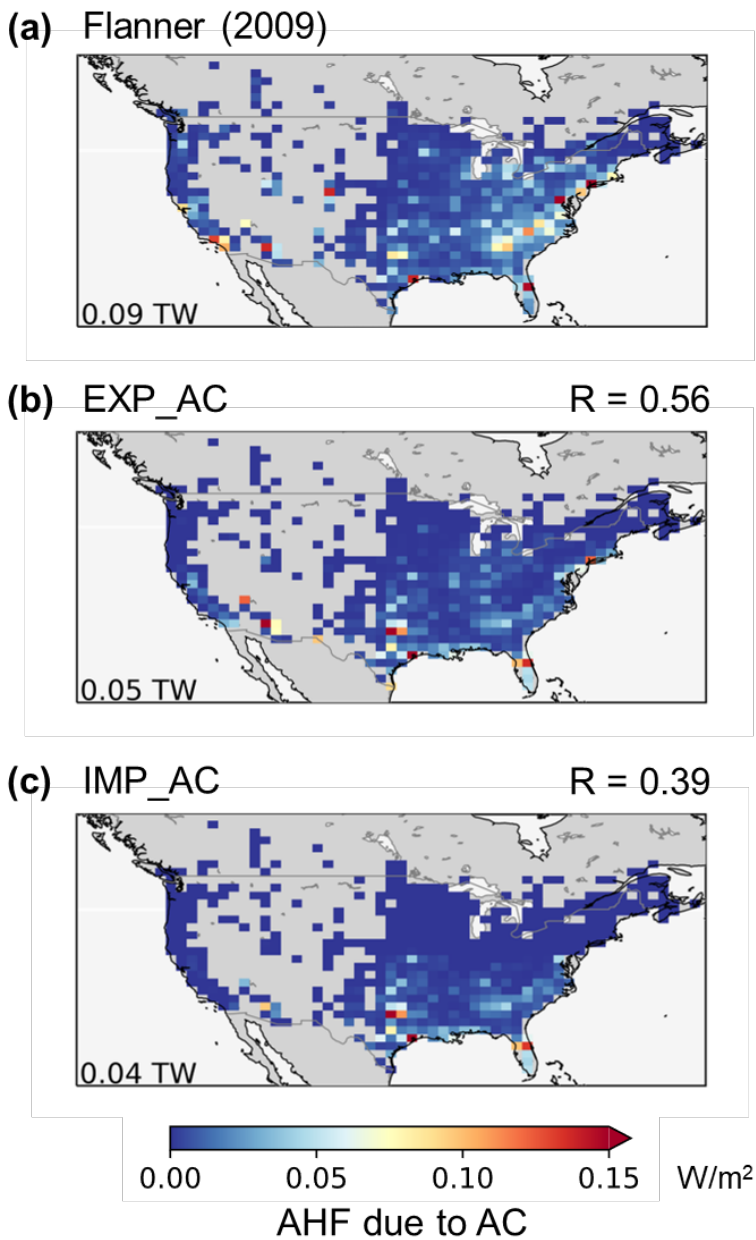 (a) Flanner (2009)
0.09 TW
(b) EXP_AC R = 0.56
0.05 TW
(c) IMP_AC R = 0.39
0.04 TW
0.00 0.05 0.10 0.15 W/m²
AHF due to AC